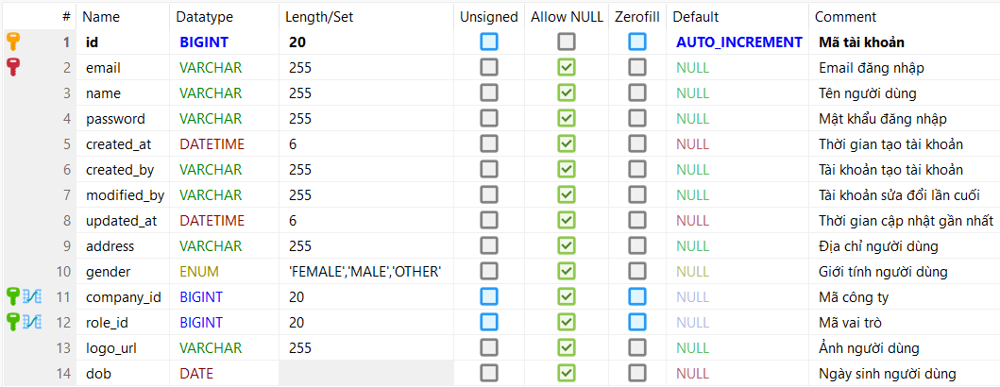 # Name Datatype Length/Set Unsigned Allow NULL Zerofill Default Comment
1 id BIGINT 20 AUTO_INCREMENT Mã tài khoản
2 email VARCHAR 255 NULL Email đăng nhập
3 name VARCHAR 255 NULL Tên người dùng
4 password VARCHAR 255 NULL Mật khẩu đăng nhập
5 created_at DATETIME 6 NULL Thời gian tạo tài khoản
6 created_by VARCHAR 255 NULL Tài khoản tạo tài khoản
7 modified_by VARCHAR 255 NULL Tài khoản sửa đổi lần cuối
8 updated_at DATETIME 6 NULL Thời gian cập nhật gần nhất
9 address VARCHAR 255 NULL Địa chỉ người dùng
10 gender ENUM 'FEMALE','MALE','OTHER' NULL Giới tính người dùng
11 company_id BIGINT 20 NULL Mã công ty
12 role_id BIGINT 20 NULL Mã vai trò
13 logo_url VARCHAR 255 NULL Ảnh người dùng
14 dob DATE NULL Ngày sinh người dùng